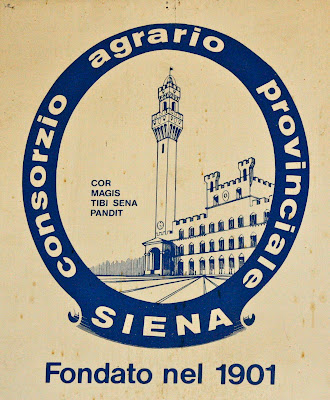 consorzio agrario provinciale
SIENA
COR
MAGIS
TIBI SENA
PANDIT
Fondato nel 1901